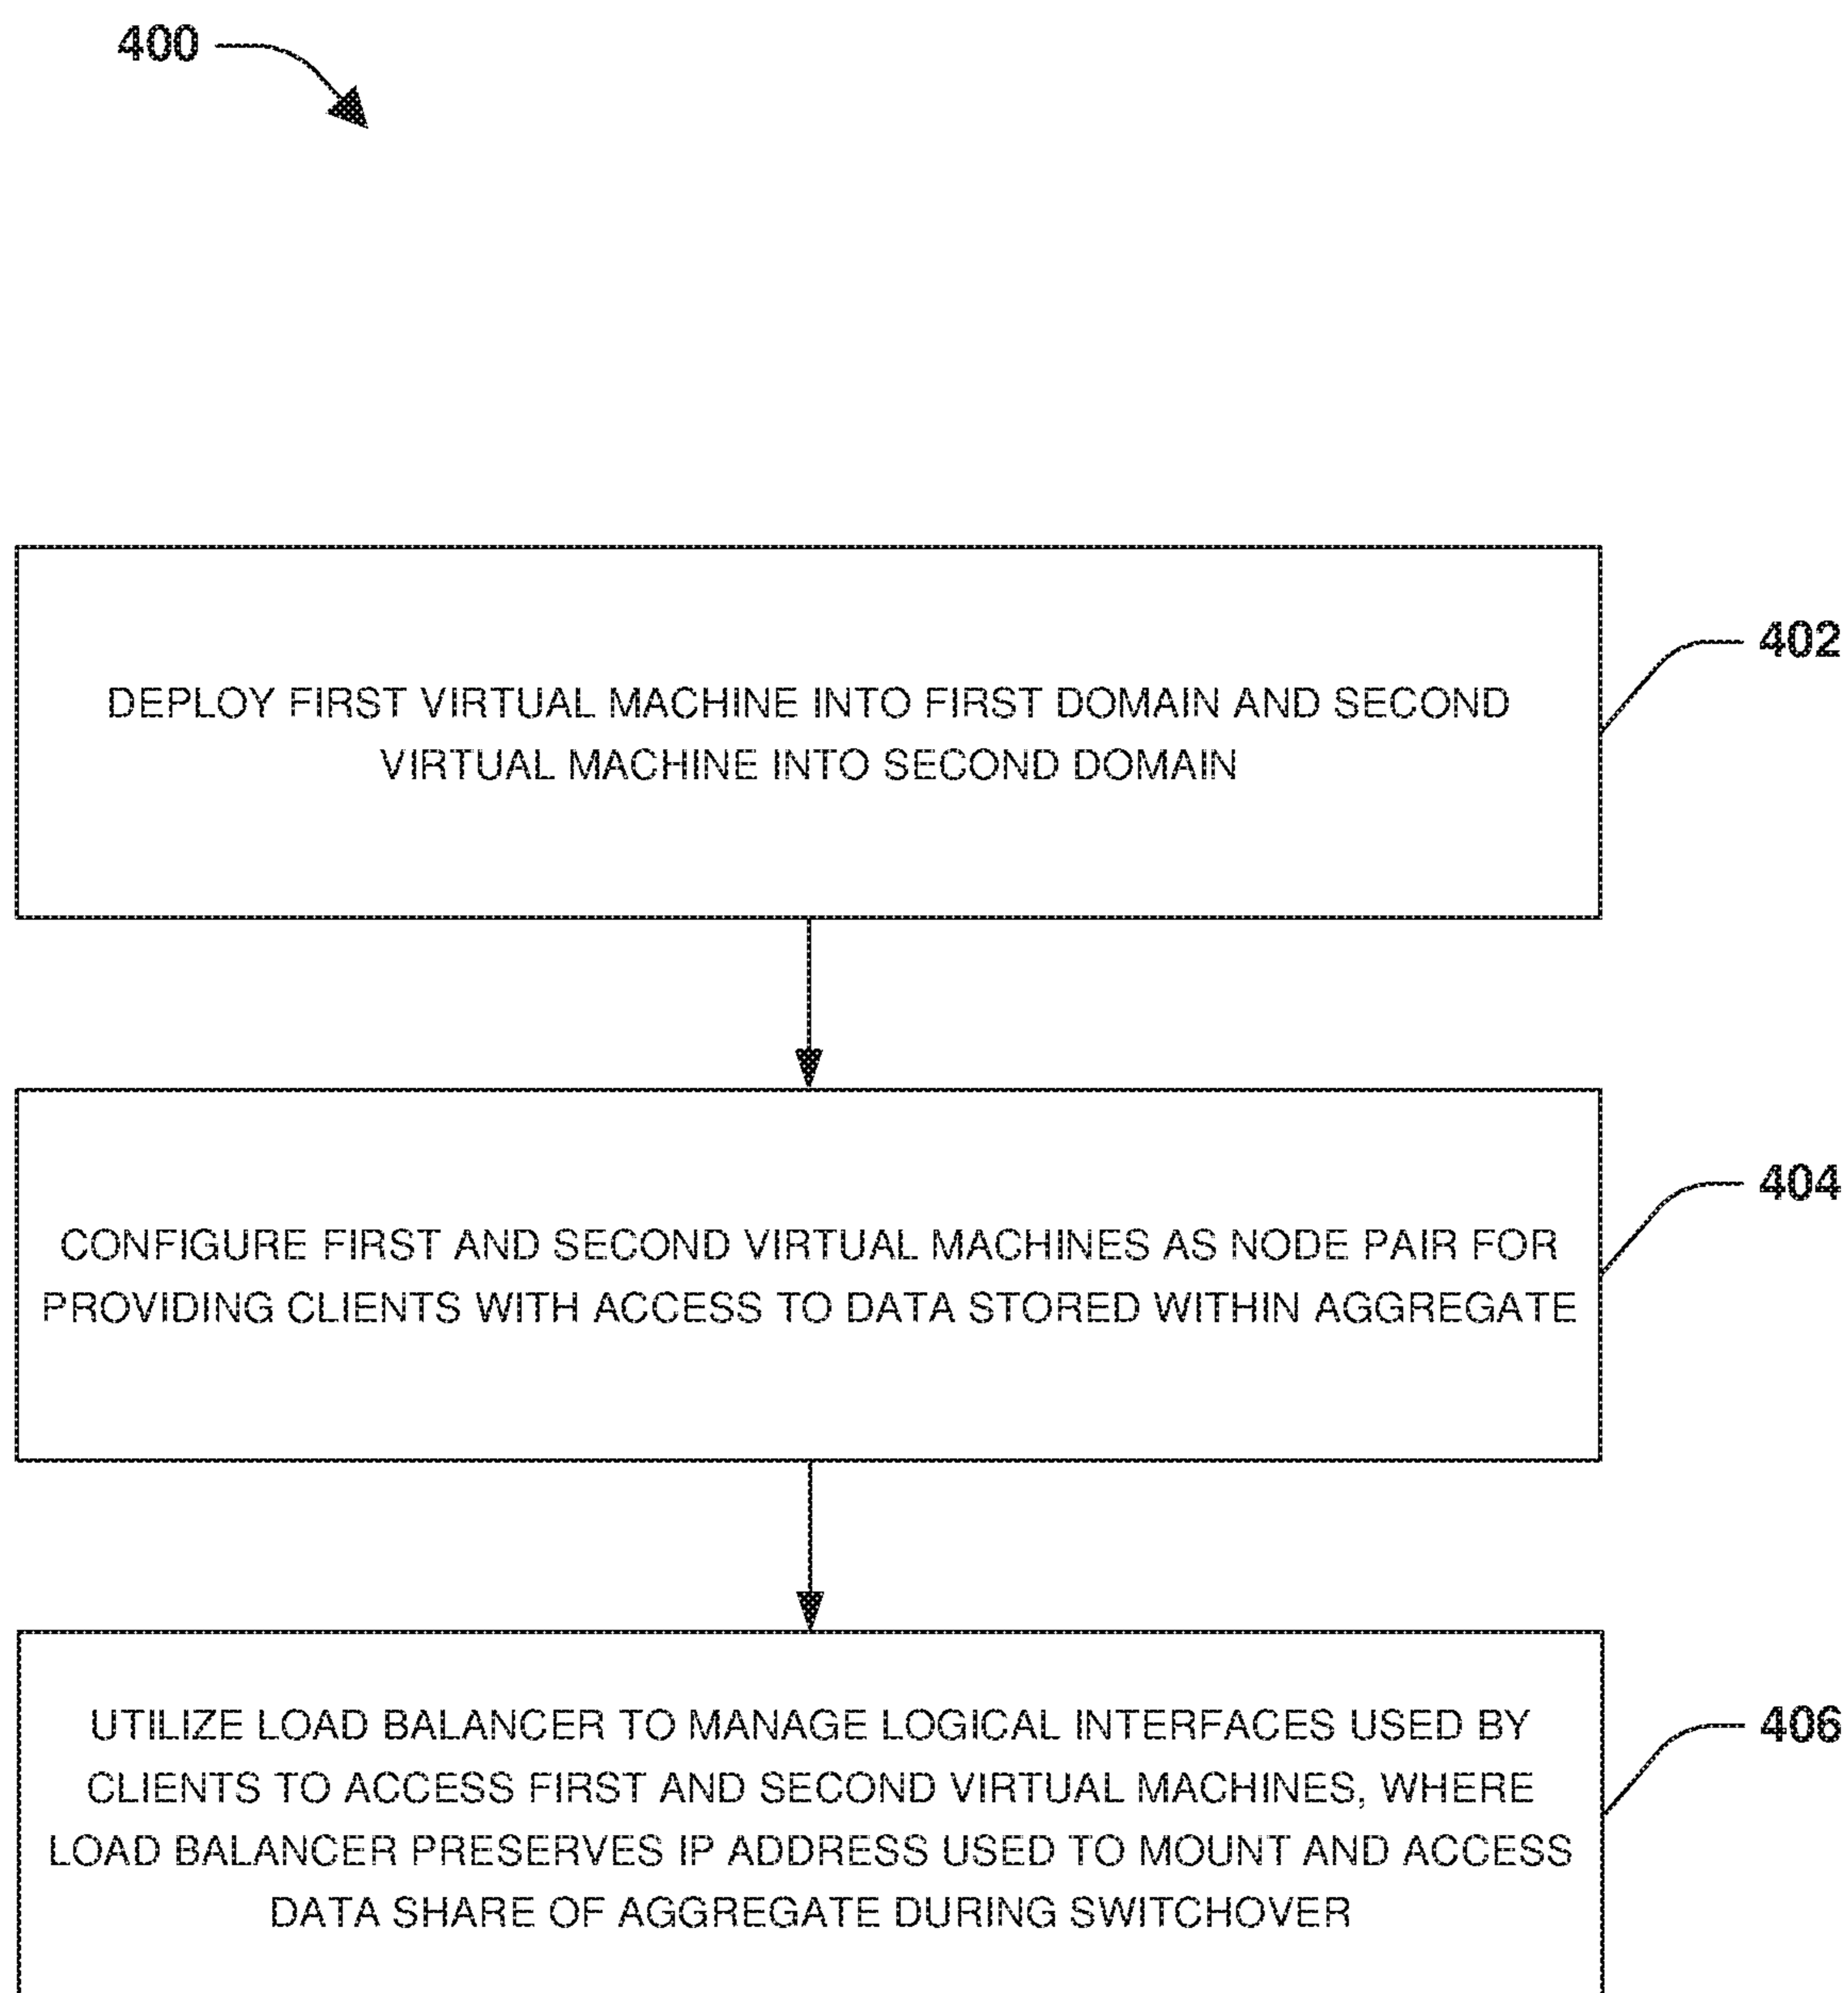 400
DEPLOY FIRST VIRTUAL MACHINE INTO FIRST DOMAIN AND SECOND
VIRTUAL MACHINE INTO SECOND DOMAIN
402
CONFIGURE FIRST AND SECOND VIRTUAL MACHINES AS NODE PAIR FOR
PROVIDING CLIENTS WITH ACCESS TO DATA STORED WITHIN AGGREGATE
404
UTILIZE LOAD BALANCER TO MANAGE LOGICAL INTERFACES USED BY
CLIENTS TO ACCESS FIRST AND SECOND VIRTUAL MACHINES, WHERE
LOAD BALANCER PRESERVES IP ADDRESS USED TO MOUNT AND ACCESS
DATA SHARE OF AGGREGATE DURING SWITCHOVER
406